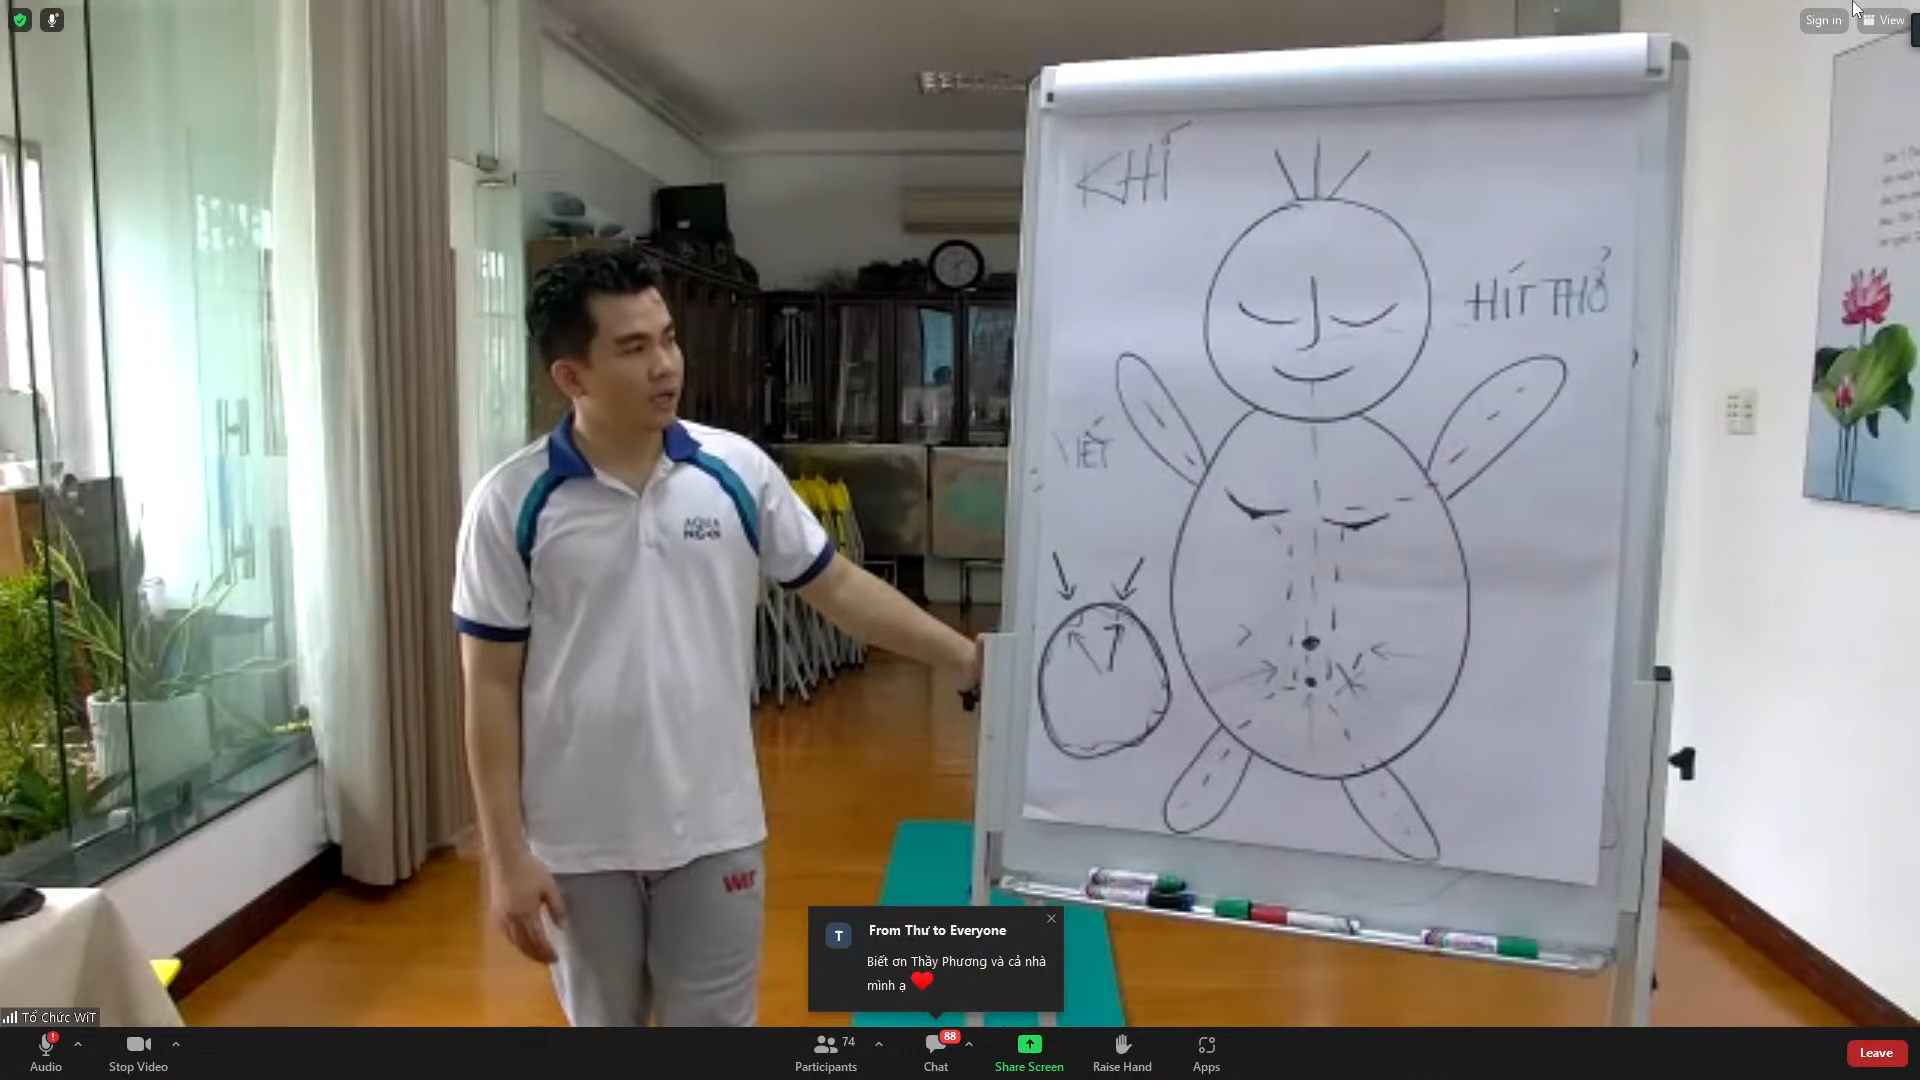 Sign in
View
KHÍ
HÍT THỞ
AQUA
From Thư to Everyone
T
Biết ơn Thầy Phương và cả nhà
mình ạ ❤️
Tổ Chức WiT
Audio
Stop Video
Participants
74
Chat
88
Share Screen
Raise Hand
Apps
Leave